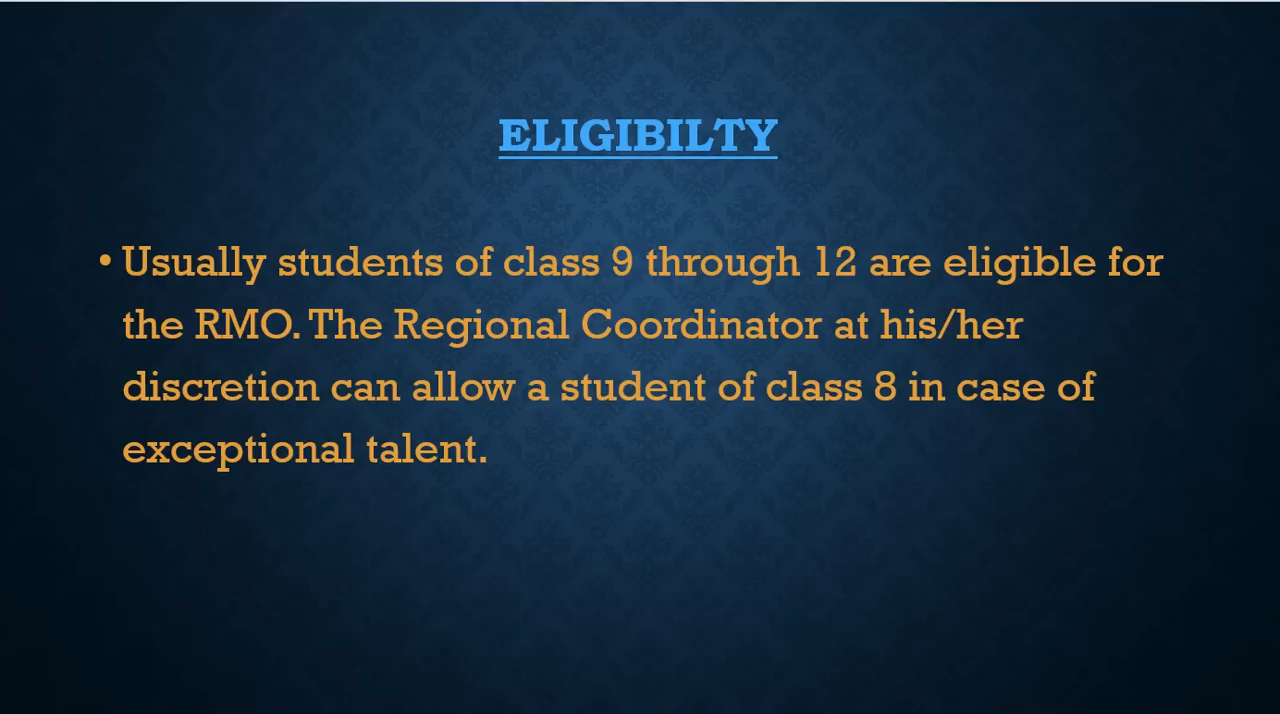 ELIGIBILTY
• Usually students of class 9 through 12 are eligible for
the RMO. The Regional Coordinator at his/her
discretion can allow a student of class 8 in case of
exceptional talent.